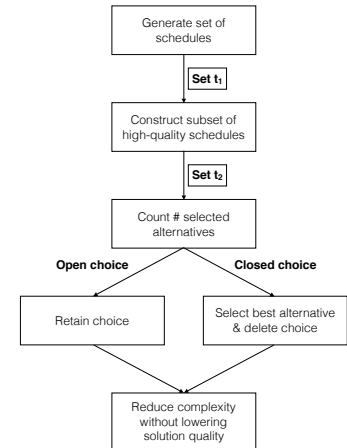 Generate set of
schedules
Set t₁
Construct subset of
high-quality schedules
Set t₂
Count # selected
alternatives
Open choice
Closed choice
Retain choice
Select best alternative
& delete choice
Reduce complexity
without lowering
solution quality